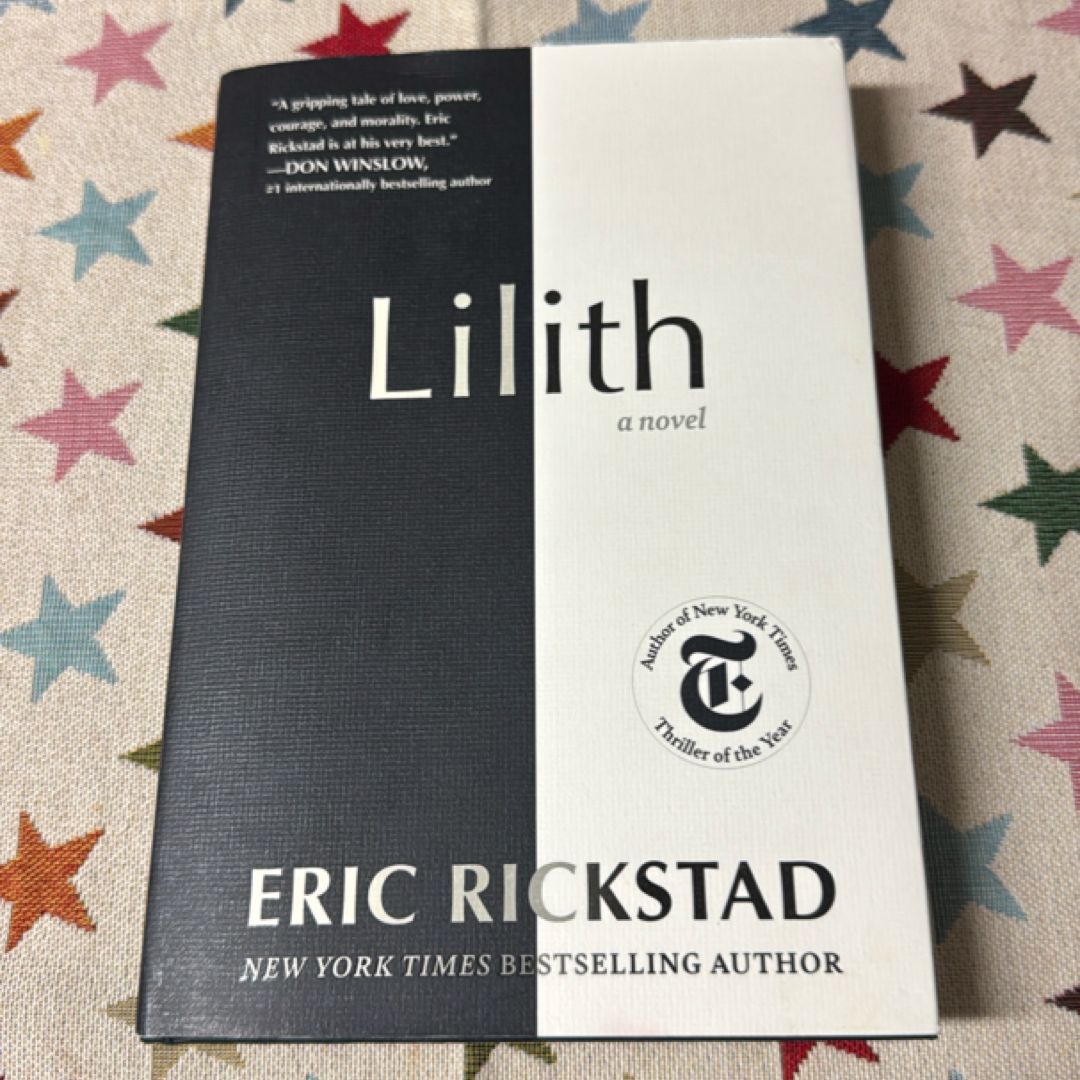 "A gripping tale of love, power,
courage, and morality. Eric
Rickstad is at his very best."
—DON WINSLOW,
#1 internationally bestselling author
Lilith
a novel
Author of New York Times
T
Thriller of the Year
ERIC RICKSTAD
NEW YORK TIMES BESTSELLING AUTHOR